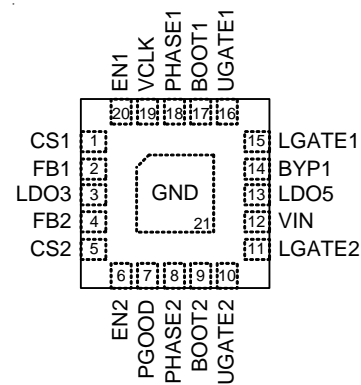 EN1
VCLK
PHASE1
BOOT1
UGATE1
20 19 18 17 16
CS1 1 15 LGATE1
FB1 2 14 BYP1
LDO3 3 GND 13 LDO5
FB2 4 12 VIN
CS2 5 21 11 LGATE2
6 7 8 9 10
EN2
PGOOD
PHASE2
BOOT2
UGATE2